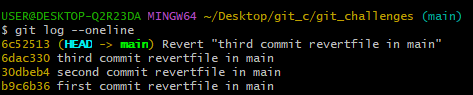 USER@DESKTOP-Q2R23DA MINGW64 ~/Desktop/git_c/git_challenges (main)
$ git log --oneline
6c52513 (HEAD -> main) Revert "third commit revertfile in main"
6dac330 third commit revertfile in main
30dbeb4 second commit revertfile in main
b9c6b36 first commit revertfile in main